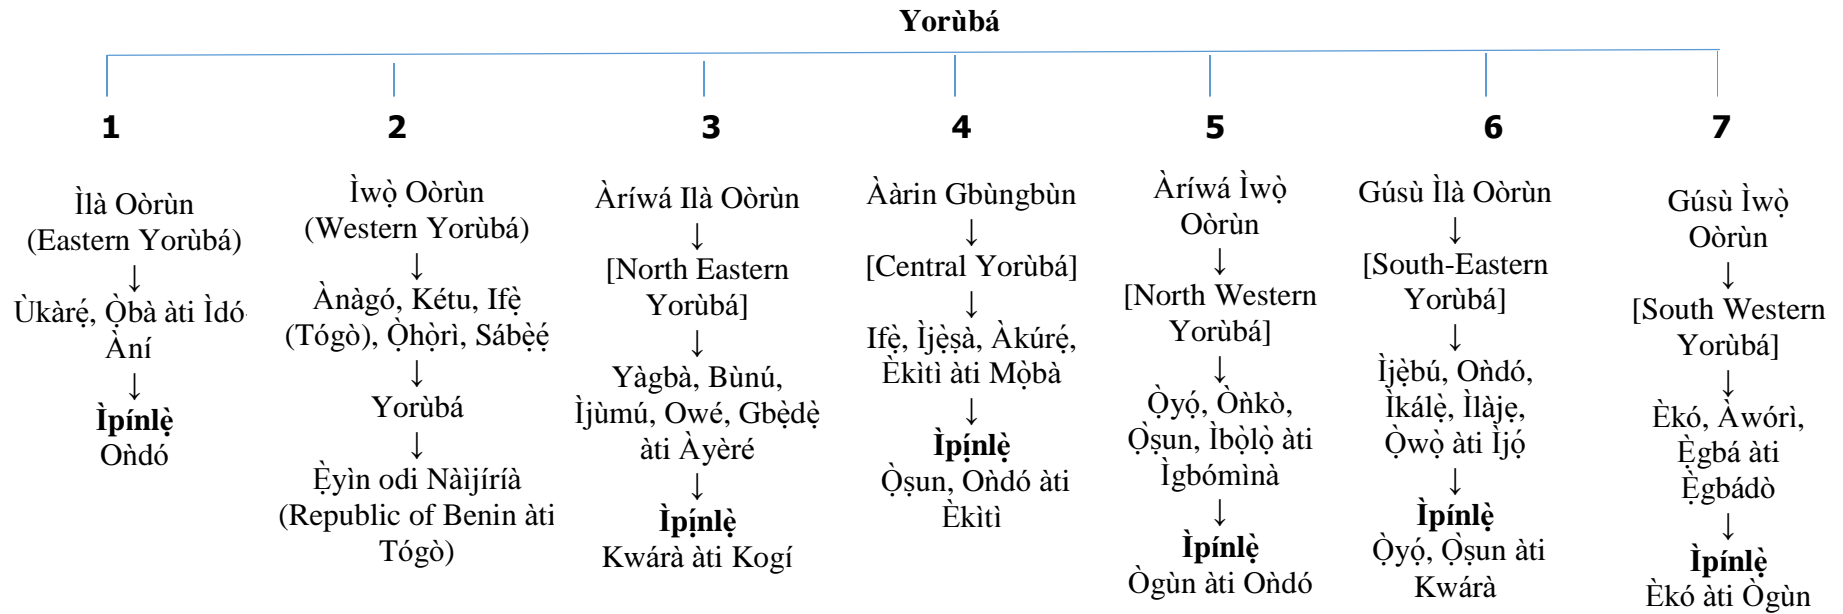 Yorùbá
1
Ìlà Oòrùn
(Eastern Yorùbá)
↓
Ùkàrẹ́, Ọ̀bà àti Ìdó
Àní
↓
Ìpínlẹ̀
Oǹdó
2
Ìwọ̀ Oòrùn
(Western Yorùbá)
↓
Ànàgó, Kétu, Ifẹ̀
(Tógò), Ọ̀họ̀rì, Sábẹ̀ẹ́
↓
Yorùbá
↓
Ẹ̀yìn odi Nàìjíríà
(Republic of Benin àti
Tógò)
3
Àríwá Ilà Oòrùn
↓
[North Eastern
Yorùbá]
↓
Yàgbà, Bùnú,
Ìjùmú, Owé, Gbẹ̀dẹ̀
àti Àyèré
↓
Ìpịnlẹ̀
Kwárà àti Kogí
4
Ààrin Gbùngbùn
↓
[Central Yorùbá]
↓
Ifẹ̀, Ìjẹ̀ṣà, Àkúrẹ́,
Èkìtì àti Mọ̀bà
↓
Ìpịnlẹ̀
Ọ̀ṣun, Oǹdó àti
Èkìtì
5
Àríwá Ìwọ̀
Oòrùn
↓
[North Western
Yorùbá]
↓
Ọ̀yọ́, Òǹkò,
Ọ̀ṣun, Ìbọ̀lọ̀ àti
Ìgbómìnà
↓
Ìpínlẹ̀
Ògùn àti Oǹdó
6
Gúsù Ìlà Oòrùn
↓
[South-Eastern
Yorùbá]
↓
Ìjẹ̀bú, Oǹdó,
Ìkálẹ̀, Ìlàjẹ,
Ọ̀wọ̀ àti Ìjọ́
↓
Ìpínlẹ̀
Ọ̀yọ́, Ọ̀ṣun àti
Kwárà
7
Gúsù Ìwọ̀
Oòrùn
↓
[South Western
Yorùbá]
↓
Èkó, Àwórì,
Ẹ̀gbá àti
Ẹ̀gbádò
↓
Ìpínlẹ̀
Èkó àti Ògùn